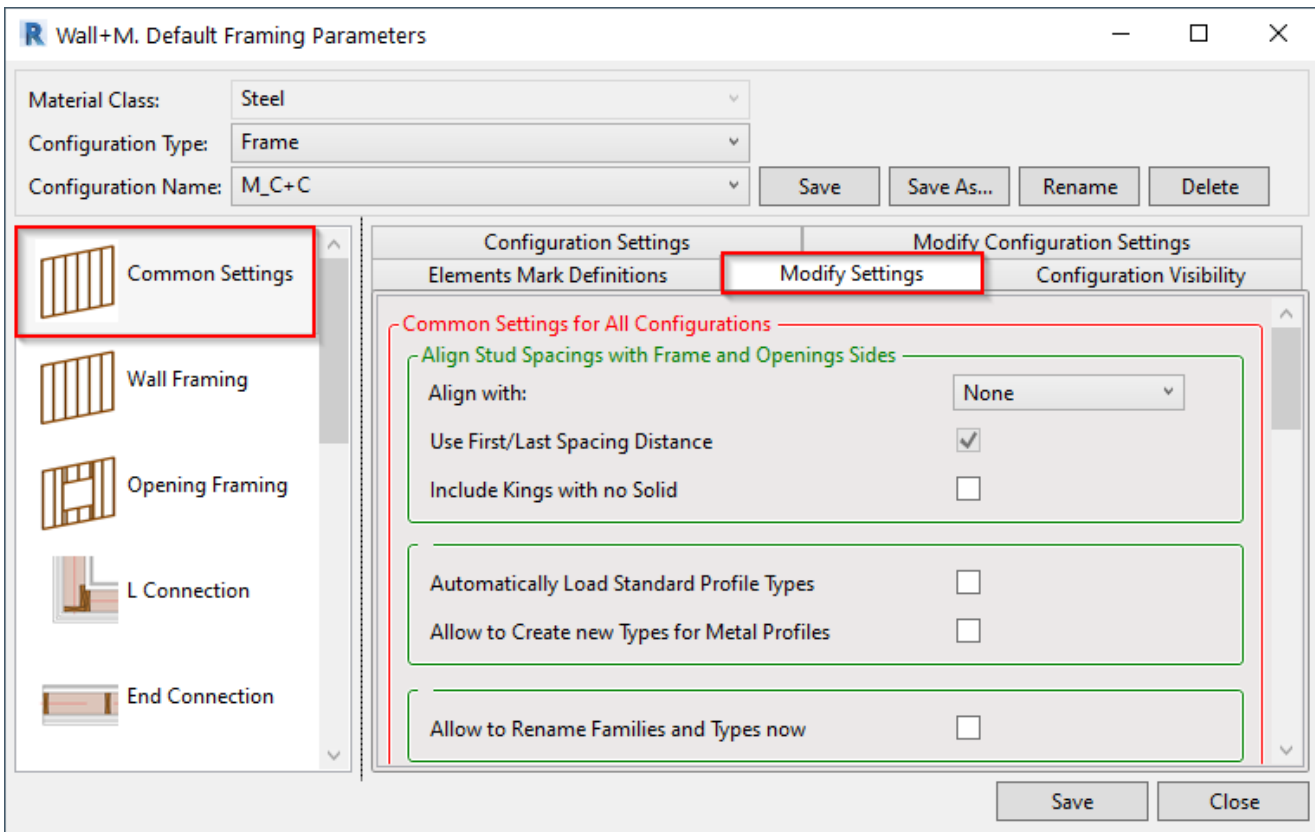 R Wall+M. Default Framing Parameters
Material Class: Steel
Configuration Type: Frame
Configuration Name: M_C+C Save Save As... Rename Delete
Common Settings
Wall Framing
Opening Framing
L Connection
End Connection
Configuration Settings Modify Configuration Settings
Elements Mark Definitions Modify Settings Configuration Visibility
Common Settings for All Configurations
Align Stud Spacings with Frame and Openings Sides
Align with: None
Use First/Last Spacing Distance
Include Kings with no Solid
Automatically Load Standard Profile Types
Allow to Create new Types for Metal Profiles
Allow to Rename Families and Types now
Save Close